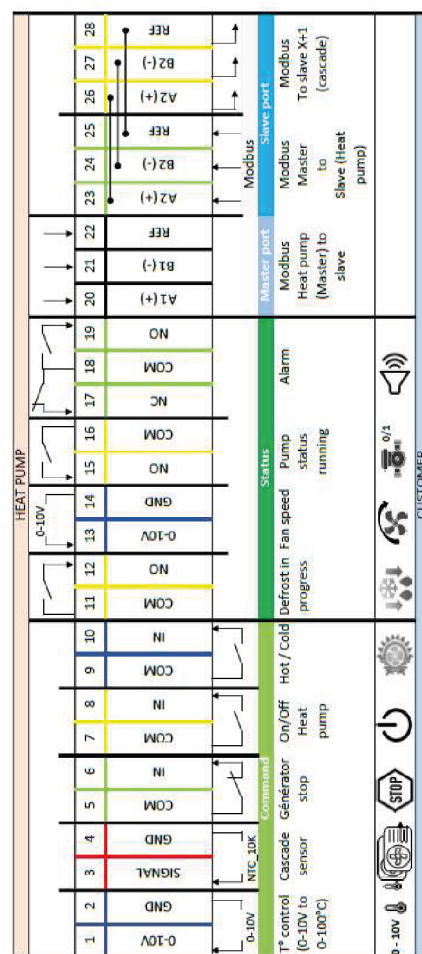 HEAT PUMP
0-10V
1
2
3
4
5
6
7
8
9
10
11
12
13
14
15
16
17
18
19
20
21
22
23
24
25
26
27
28
0-10V
GND
SIGNAL
GND
COM
IN
COM
IN
COM
IN
COM
NO
0-10V
GND
NO
COM
NC
COM
NO
A1 (+)
B1 (-)
REF
A2 (+)
B2 (-)
REF
A2 (+)
B2 (-)
REF
0-10V
NTC_10K
Modbus
Command
Status
Master port
Slave port
T° control
(0-10V to
0-100°C)
Cascade
sensor
Générator
stop
On/Off
Heat
pump
Hot / Cold
Defrost in
progress
Fan speed
Pump
status
running
Alarm
Modbus
Heat pump
(Master) to
slave
Modbus
Master
to
Slave (Heat
pump)
Modbus
To slave X+1
(cascade)
0 - 10V
STOP
0/1
CUSTOMER